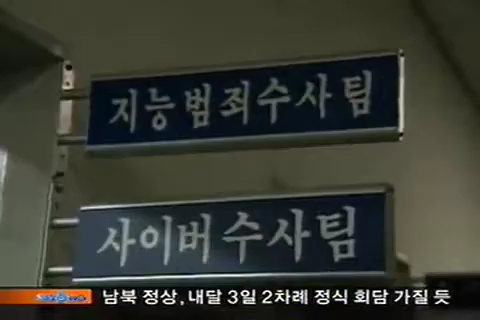 지능범죄수사팀
사이버수사팀
남북 정상, 내달 3일 2차례 정식 회담 가질 듯